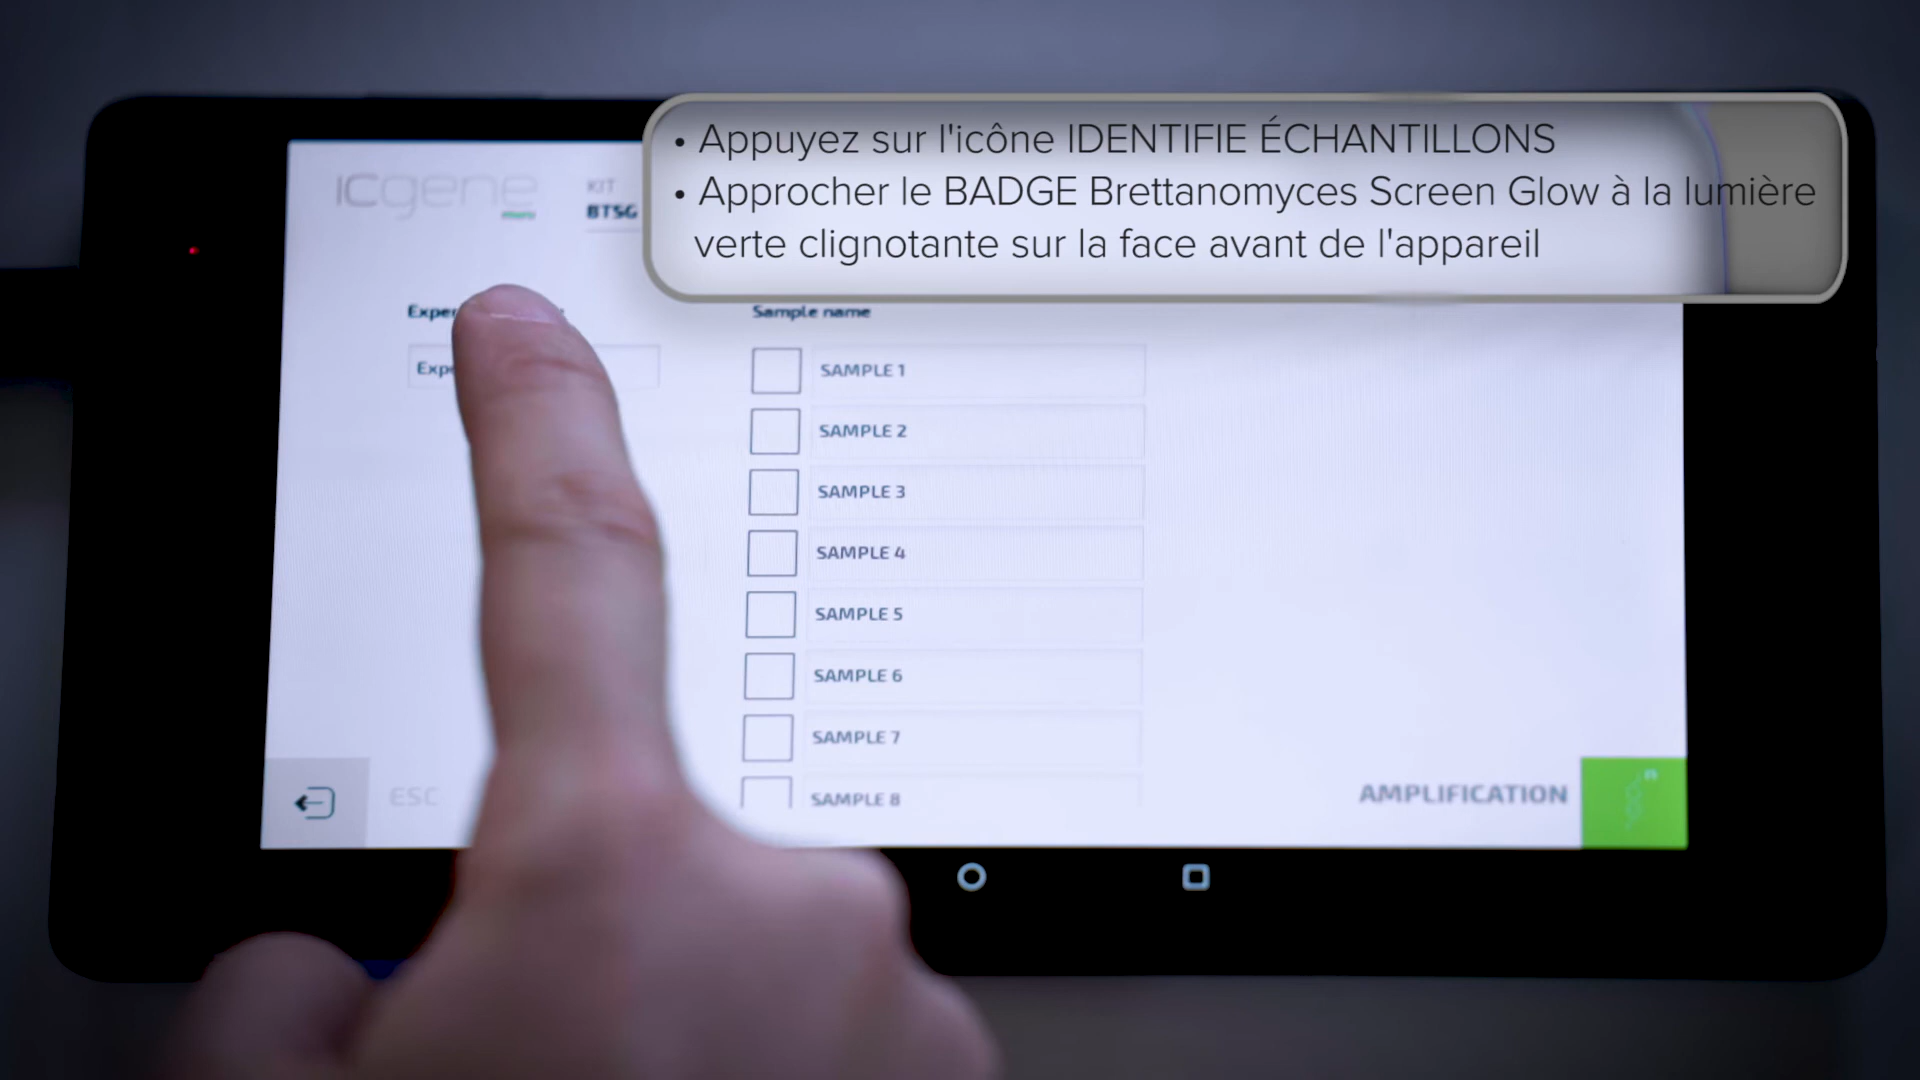 • Appuyez sur l'icône IDENTIFIE ÉCHANTILLONS
• Approcher le BADGE Brettanomyces Screen Glow à la lumière
verte clignotante sur la face avant de l'appareil
ICgene
KIT
BTSG
Sample name
SAMPLE 1
SAMPLE 2
SAMPLE 3
SAMPLE 4
SAMPLE 5
SAMPLE 6
SAMPLE 7
SAMPLE 8
ESC
AMPLIFICATION